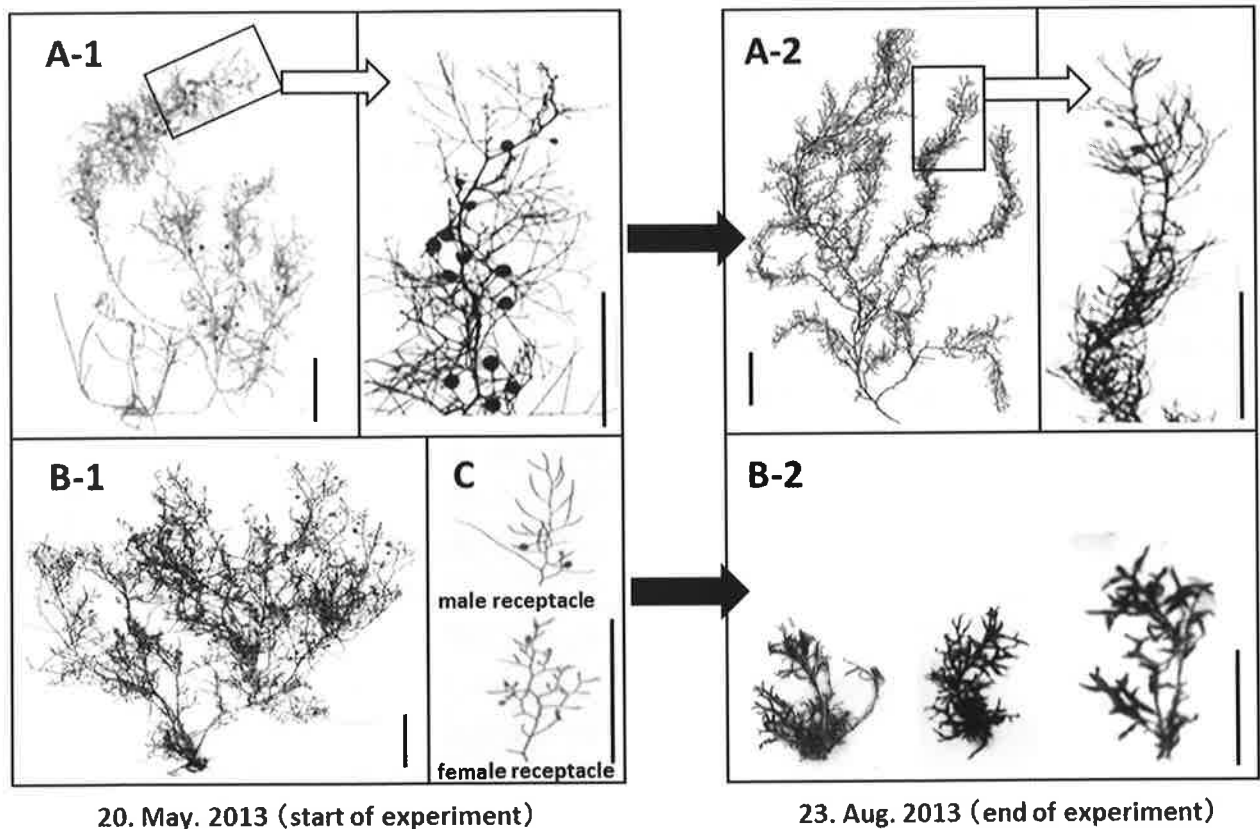 A-1
A-2
B-1
C
male receptacle
female receptacle
B-2
20. May. 2013 (start of experiment)
23. Aug. 2013 (end of experiment)